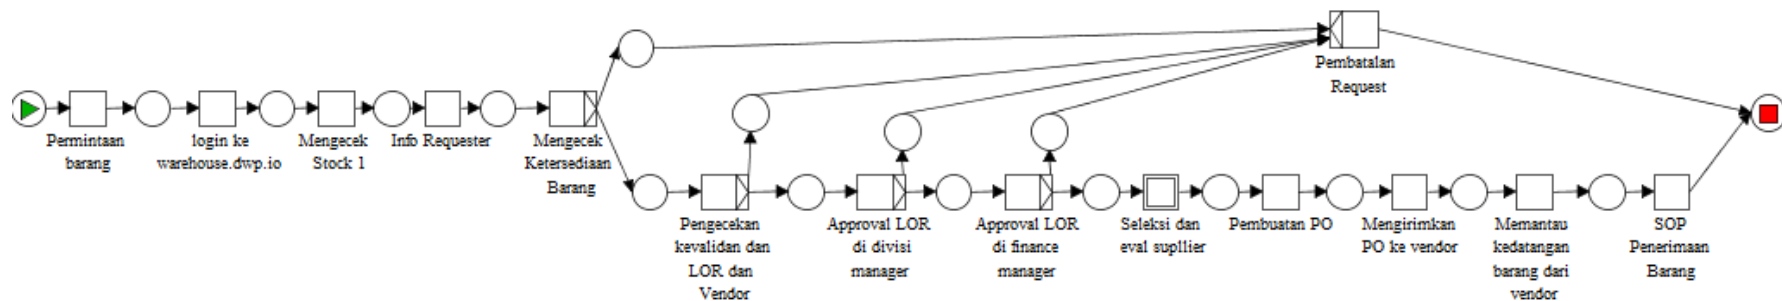 Pembatalan
Request
Permintaan
barang
login ke
warehouse.dwp.io
Mengecek
Stock 1
Info Requester
Mengecek
Ketersediaan
Barang
Pengecekan
kevalidan dan
LOR dan
Vendor
Approval LOR
di divisi
manager
Approval LOR
di finance
manager
Seleksi dan
eval supllier
Pembuatan PO
Mengirimkan
PO ke vendor
Memantau
kedatangan
barang dari
vendor
SOP
Penerimaan
Barang